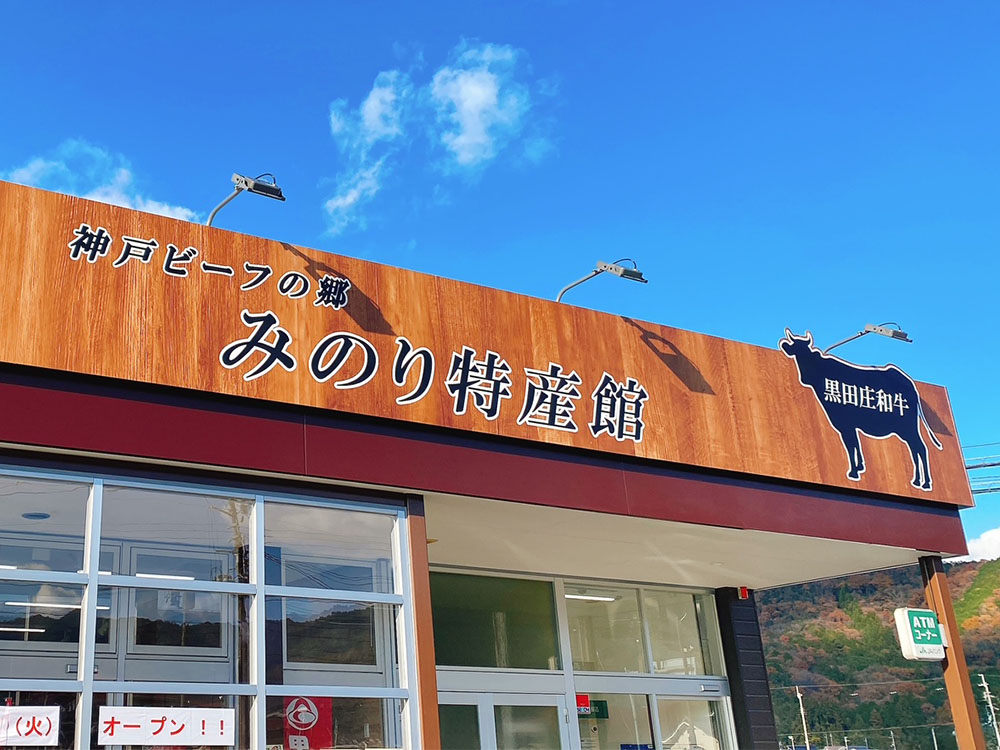 神戸ビーフの郷
みのり特産館
黒田庄和牛
ATM
コーナー
(火)
オープン!!